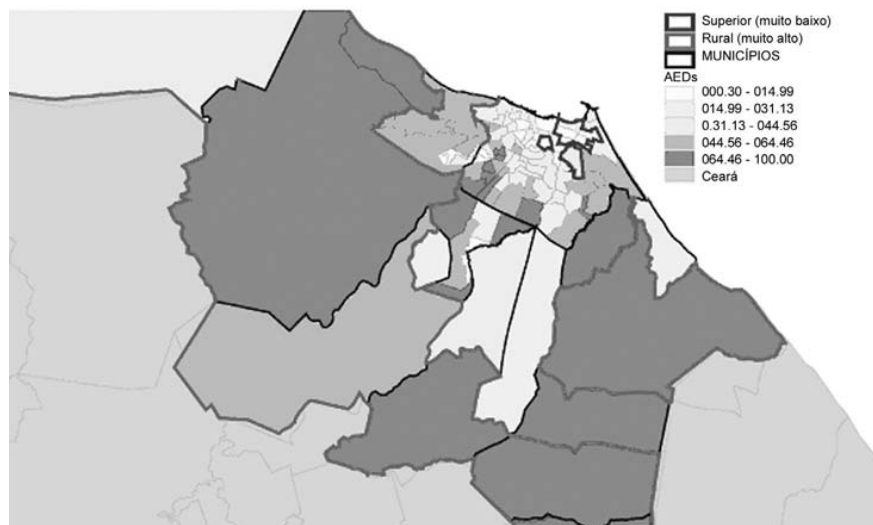 Superior (muito baixo)
Rural (muito alto)
MUNICÍPIOS
AEDs
000.30 - 014.99
014.99 - 031.13
0.31.13 - 044.56
044.56 - 064.46
064.46 - 100.00
Ceará